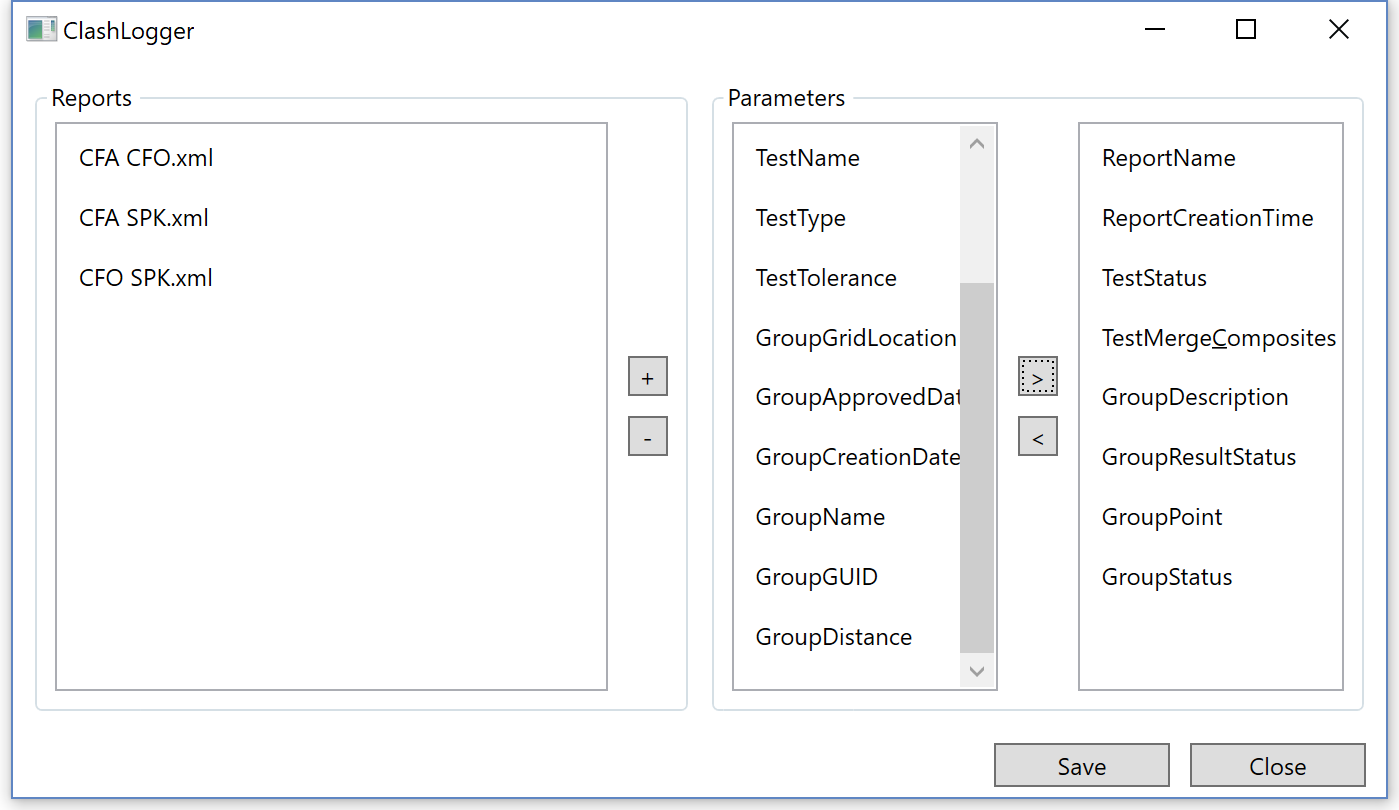 ClashLogger
Reports
CFA CFO.xml
CFA SPK.xml
CFO SPK.xml
+
-
Parameters
TestName
TestType
TestTolerance
GroupGridLocation
GroupApprovedDat
GroupCreationDate
GroupName
GroupGUID
GroupDistance
>
<
ReportName
ReportCreationTime
TestStatus
TestMergeComposites
GroupDescription
GroupResultStatus
GroupPoint
GroupStatus
Save
Close